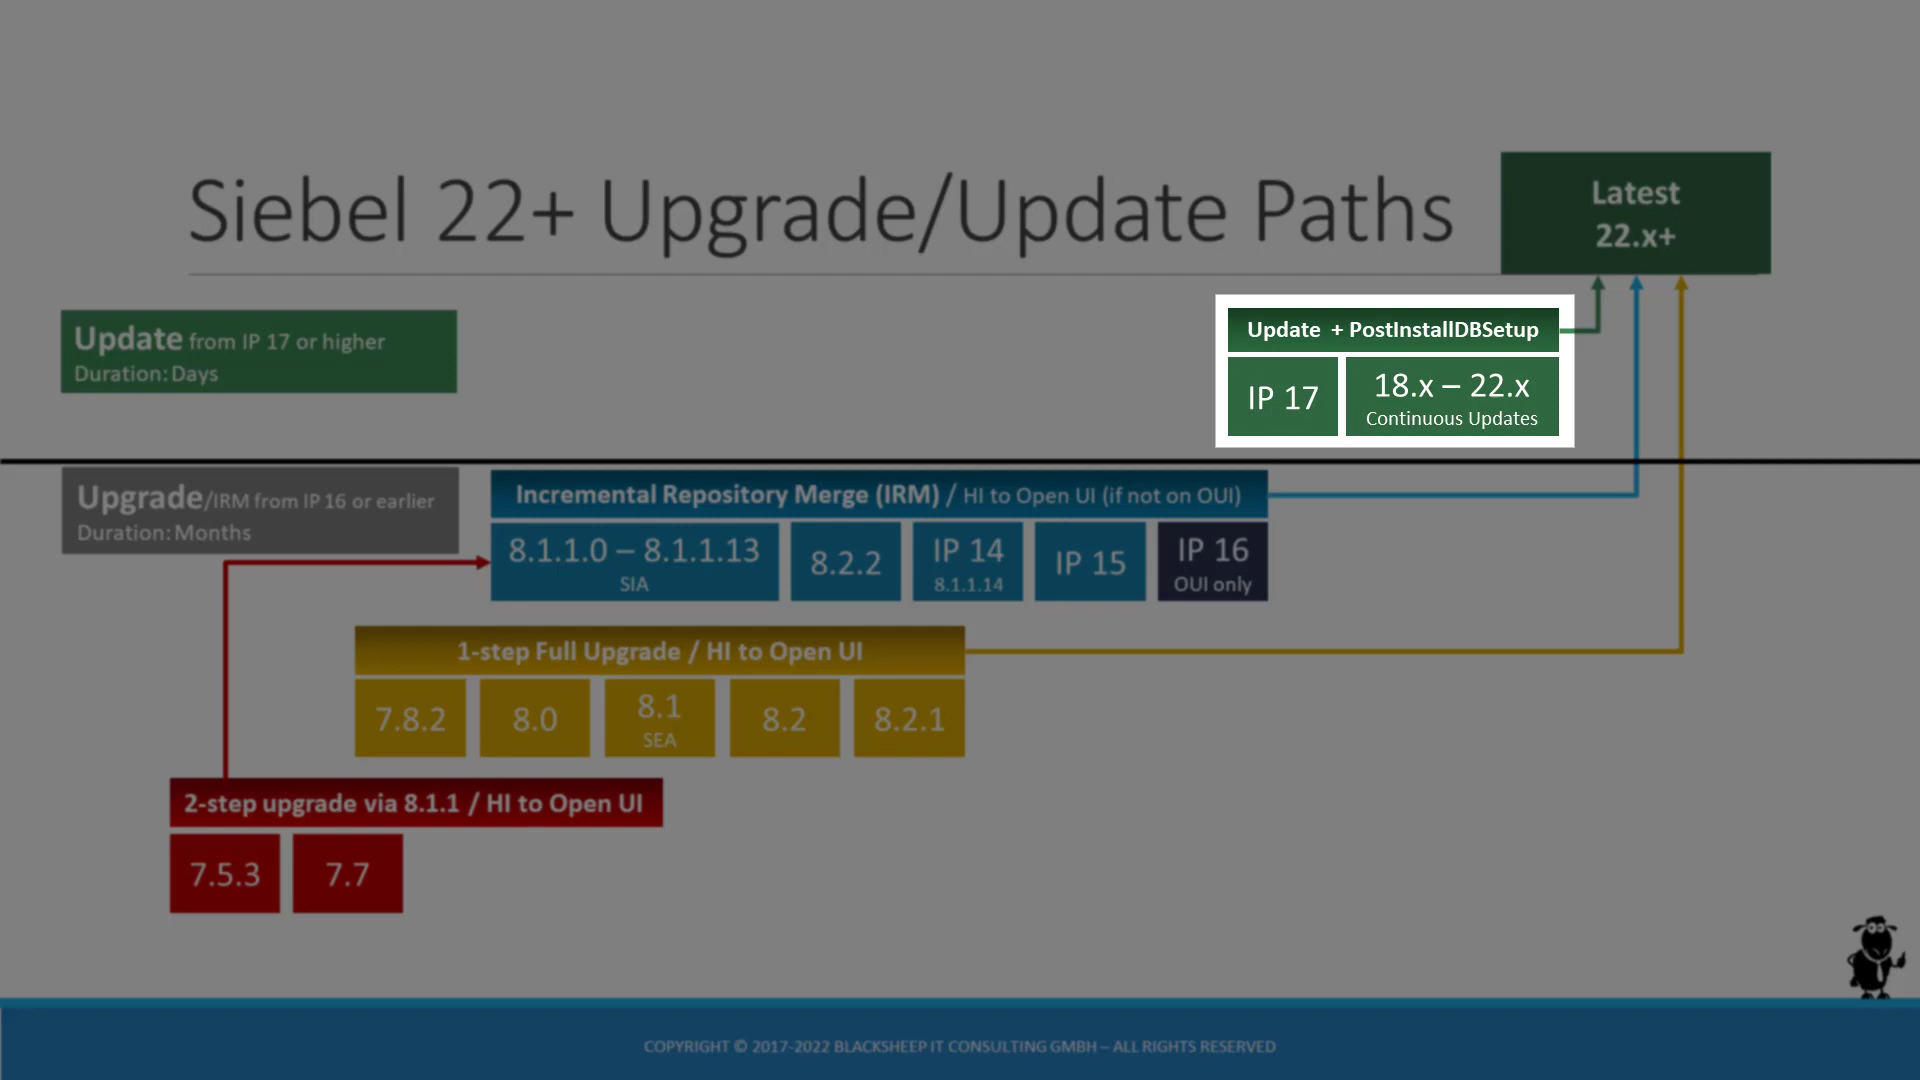 Siebel 22+ Upgrade/Update Paths
Latest
22.x+
Update from IP 17 or higher
Duration: Days
Update + PostInstallDBSetup
IP 17
18.x – 22.x
Continuous Updates
Upgrade/IRM from IP 16 or earlier
Duration: Months
Incremental Repository Merge (IRM) / HI to Open UI (if not on OUI)
8.1.1.0 – 8.1.1.13
SIA
8.2.2
IP 14
8.1.1.14
IP 15
IP 16
OUI only
1-step Full Upgrade / HI to Open UI
7.8.2
8.0
8.1
SEA
8.2
8.2.1
2-step upgrade via 8.1.1 / HI to Open UI
7.5.3
7.7
COPYRIGHT © 2017-2022 BLACKSHEEP IT CONSULTING GMBH – ALL RIGHTS RESERVED